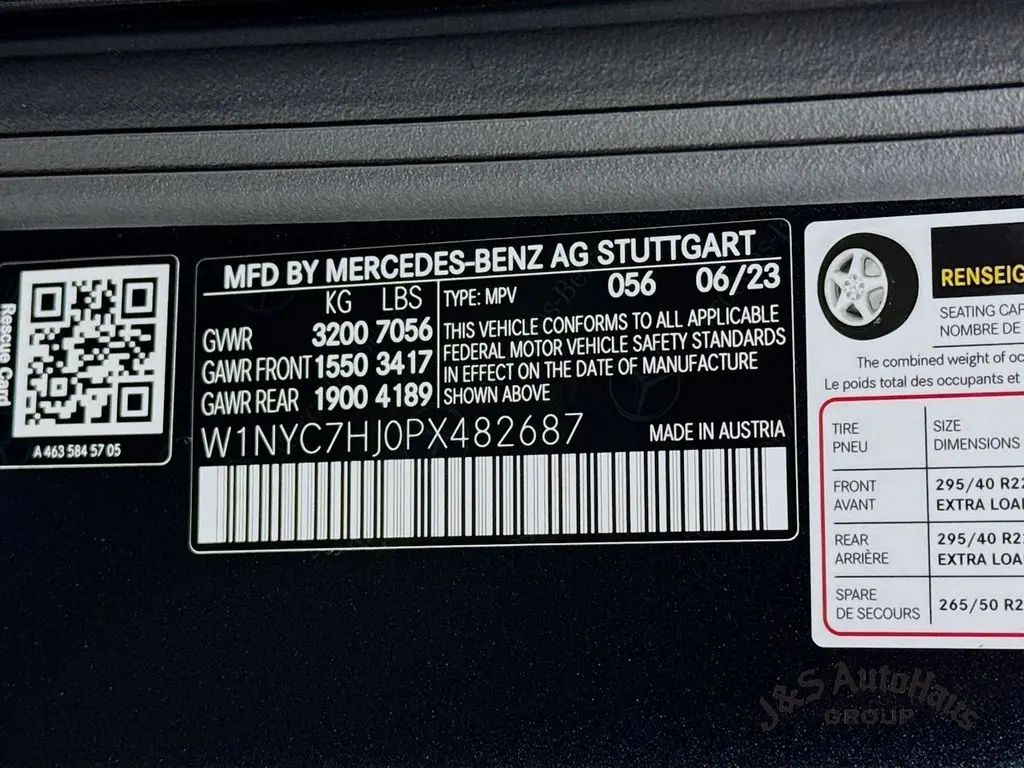 Rescue Card
A 463 584 57 05
MFD BY MERCEDES-BENZ AG STUTTGART
KG LBS
GVWR 3200 7056
GAWR FRONT 1550 3417
GAWR REAR 1900 4189
TYPE: MPV 056 06/23
THIS VEHICLE CONFORMS TO ALL APPLICABLE
FEDERAL MOTOR VEHICLE SAFETY STANDARDS
IN EFFECT ON THE DATE OF MANUFACTURE
SHOWN ABOVE
W1NYC7HJ0PX482687 MADE IN AUSTRIA
RENSEIG
SEATING CAP
NOMBRE DE
The combined weight of oc
Le poids total des occupants et
TIRE SIZE
PNEU DIMENSIONS
FRONT 295/40 R22
AVANT EXTRA LOA
REAR 295/40 R22
ARRIÈRE EXTRA LOA
SPARE 265/50 R2
DE SECOURS
J&S AutoHaus
GROUP